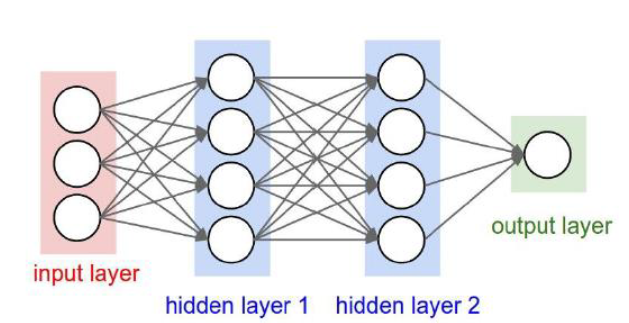 input layer
hidden layer 1
hidden layer 2
output layer